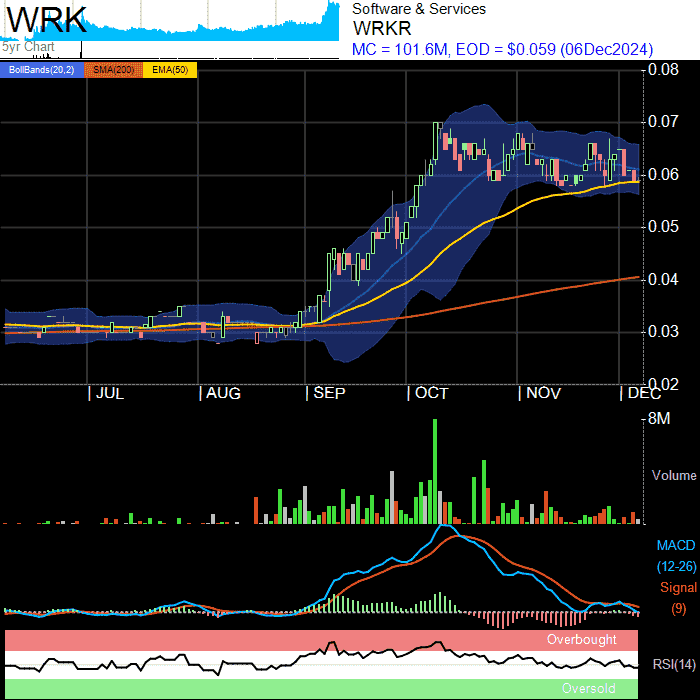 WRK
5yr Chart
Software & Services
WRKR
MC = 101.6M, EOD = $0.059 (06Dec2024)
BollBands(20,2) SMA(200) EMA(50)
0.08
0.07
0.06
0.05
0.04
0.03
0.02
| JUL | AUG | SEP | OCT | NOV | DEC
8M
Volume
MACD
(12-26)
Signal
(9)
Overbought
RSI(14)
Oversold